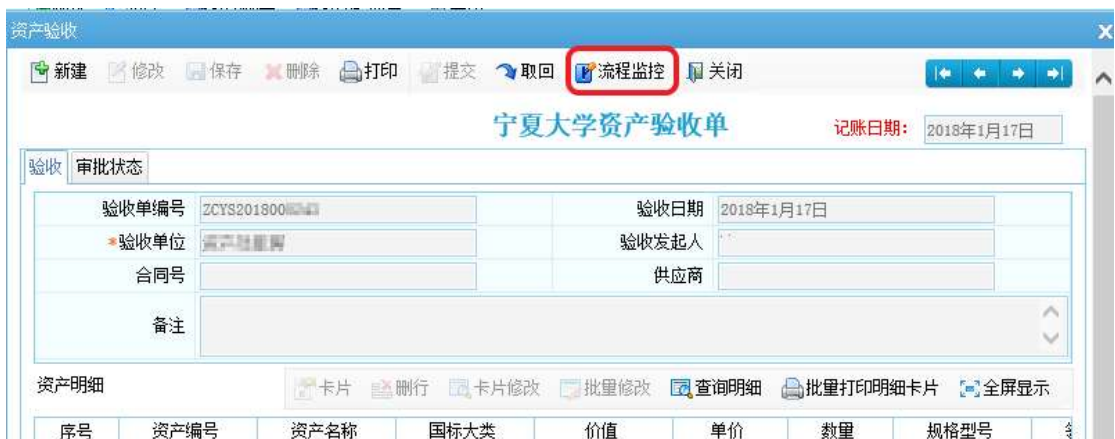 资产验收
新建 修改 保存 删除 打印 提交 取回 流程监控 关闭
宁夏大学资产验收单 记账日期： 2018年1月17日
验收 审批状态
验收单编号 ZCYS201800 验收日期 2018年1月17日
*验收单位 验收发起人
合同号 供应商
备注
资产明细 卡片 删行 卡片修改 批量修改 查询明细 批量打印明细卡片 全屏显示
序号 资产编号 资产名称 国标大类 价值 单价 数量 规格型号